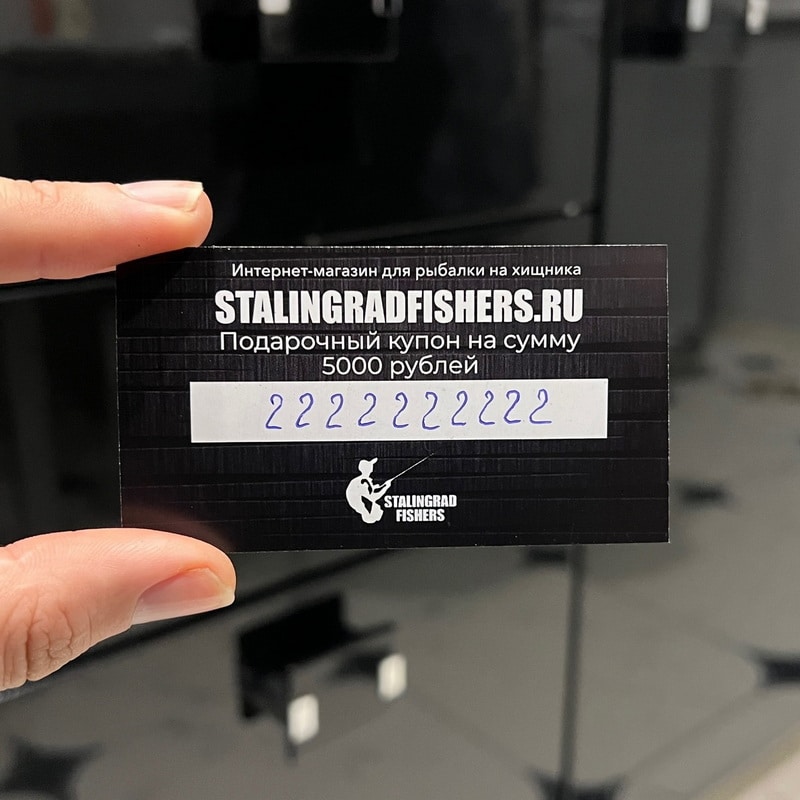 Интернет-магазин для рыбалки на хищника
STALINGRADFISHERS.RU
Подарочный купон на сумму
5000 рублей
2222222222
STALINGRAD
FISHERS